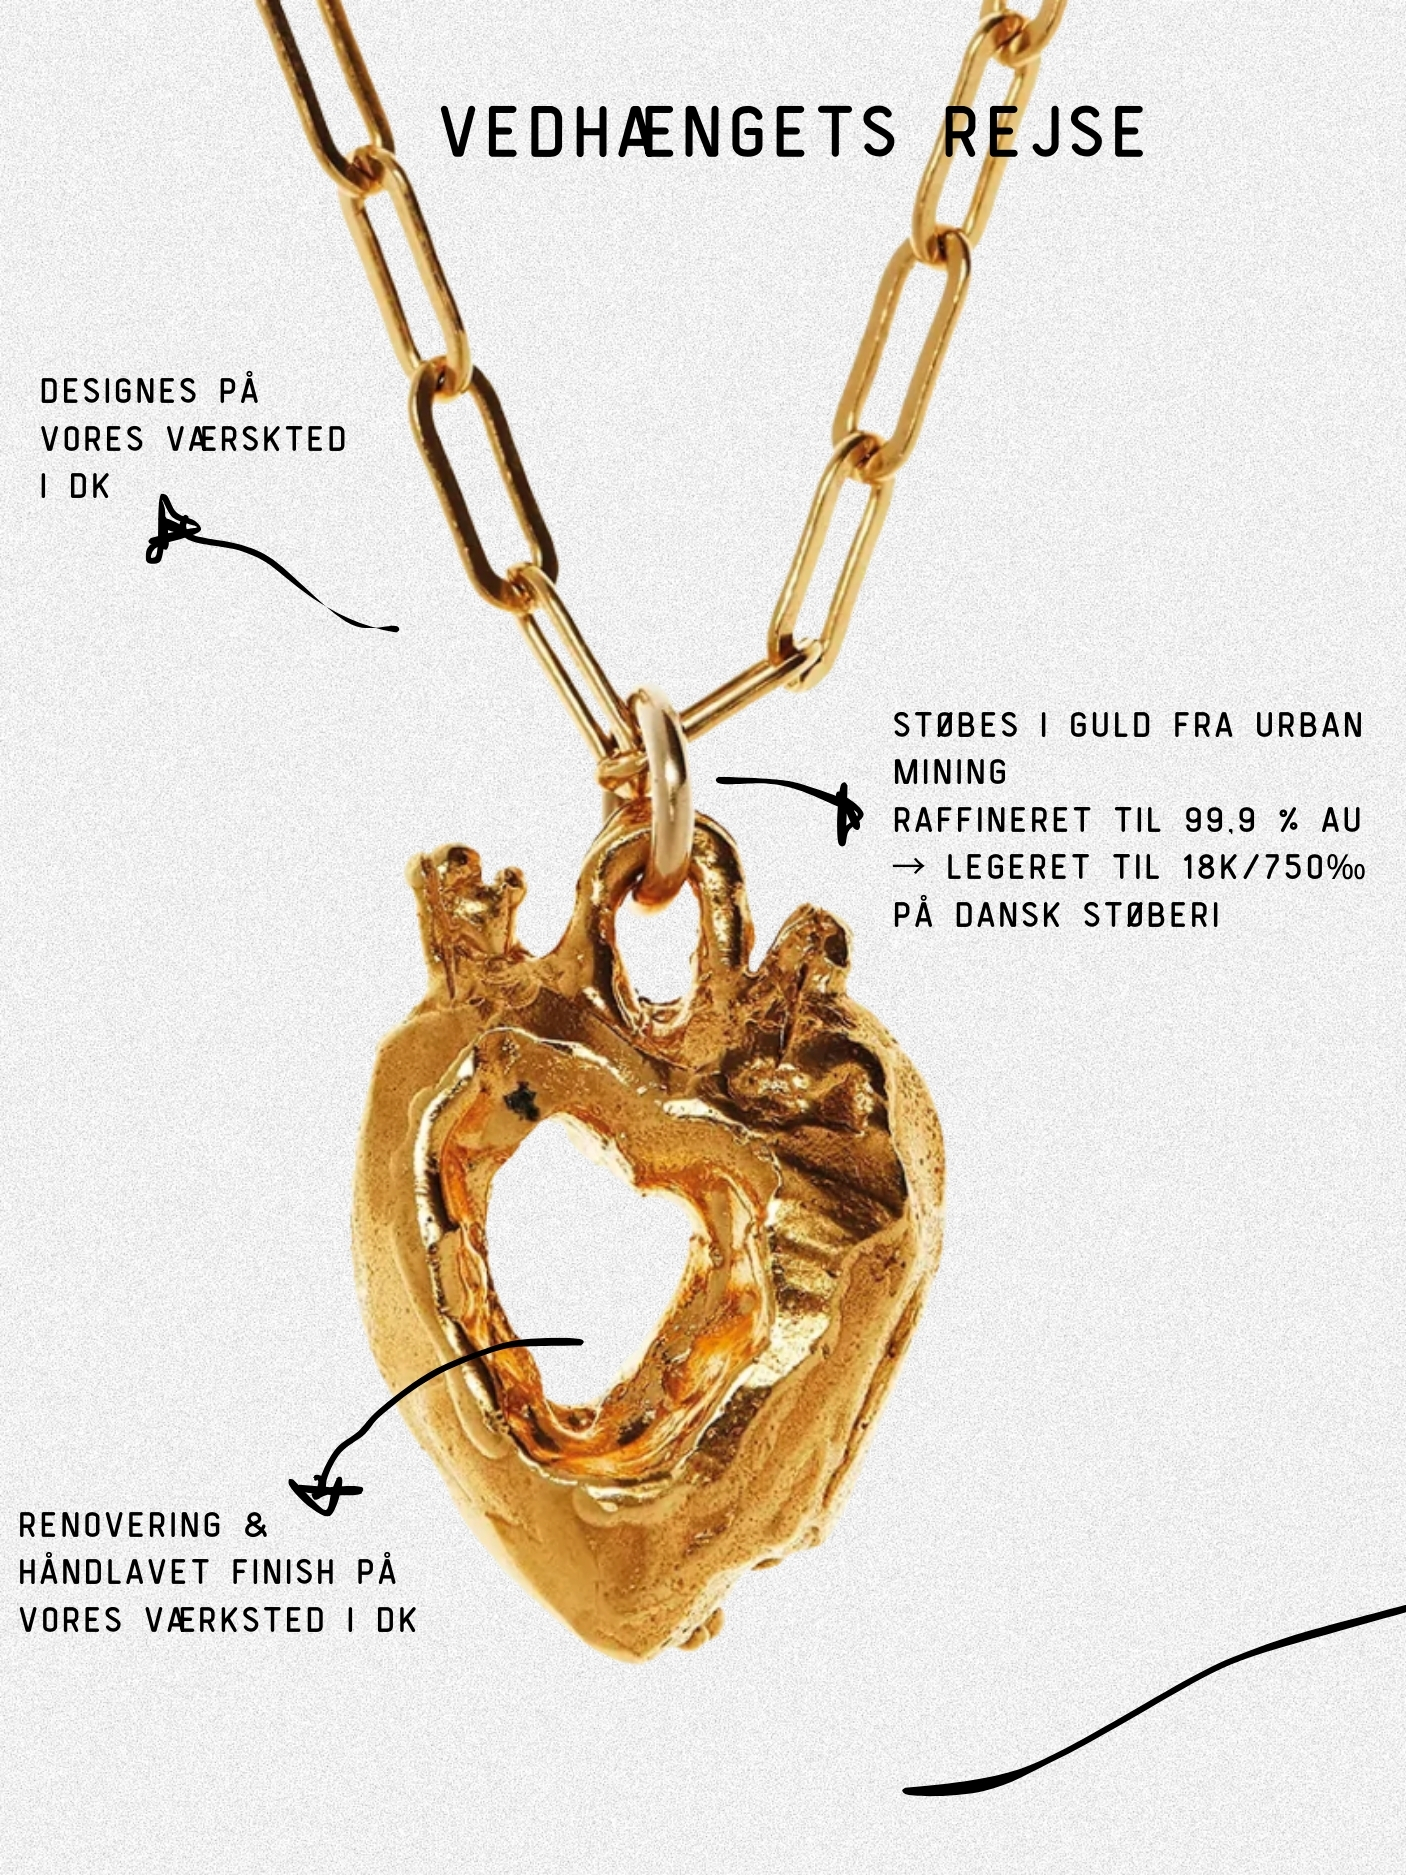 VEDHÆNGETS REJSE
DESIGNES PÅ
VORES VÆRSKTED
I DK
STØBES I GULD FRA URBAN
MINING
RAFFINERET TIL 99,9 % AU
→ LEGERET TIL 18K/750‰
PÅ DANSK STØBERI
RENOVERING &
HÅNDLAVET FINISH PÅ
VORES VÆRKSTED I DK